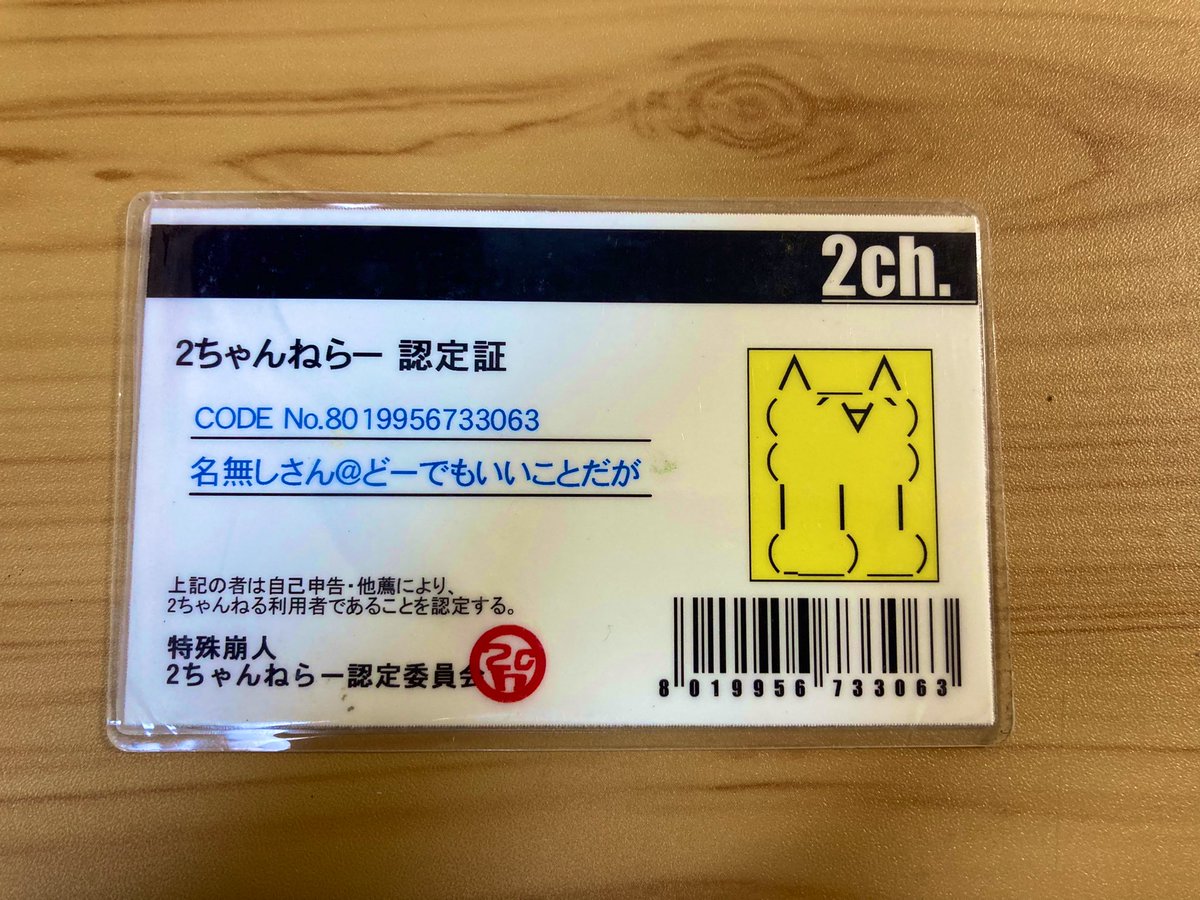 2ch.
2ちゃんねらー 認定証
CODE No.8019956733063
名無しさん@どーでもいいことだが
上記の者は自己申告・他薦により、
2ちゃんねる利用者であることを認定する。
特殊崩人
2ちゃんねらー認定委員会
2ch
8 019956 733063